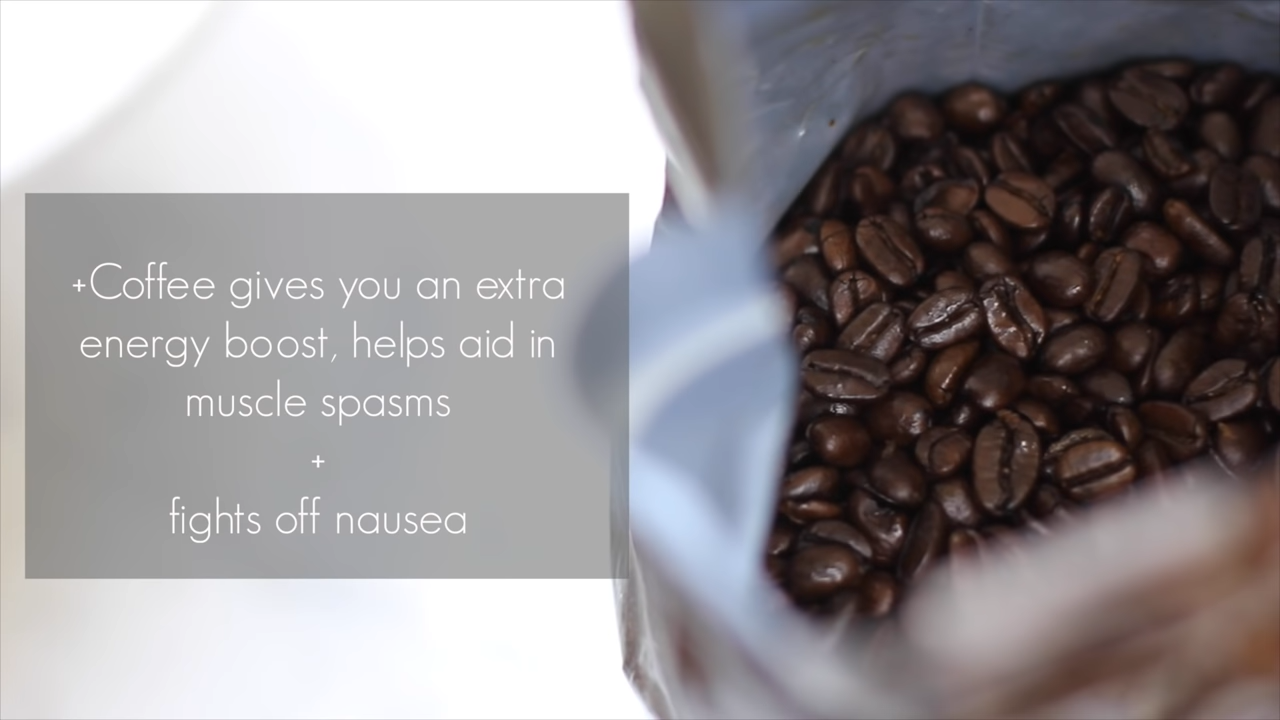 +Coffee gives you an extra
energy boost, helps aid in
muscle spasms
+
fights off nausea